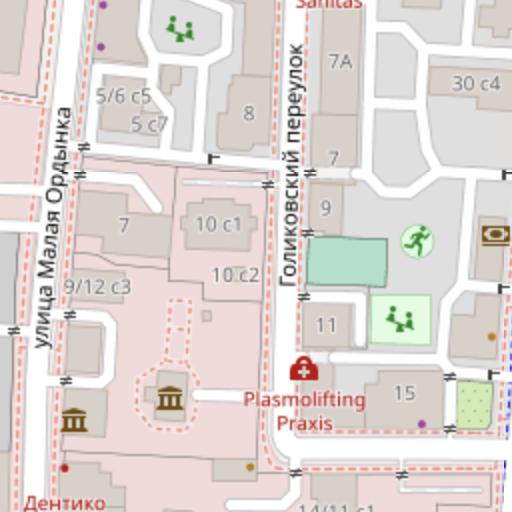 Sanitas
7А
30 с4
5/6 с5
5 с7
8
7
улица Малая Ордынка
Голиковский переулок
9
7
10 с1
10 с2
9/12 с3
11
Plasmolifting
Praxis
15
Дентико
14/11 с1